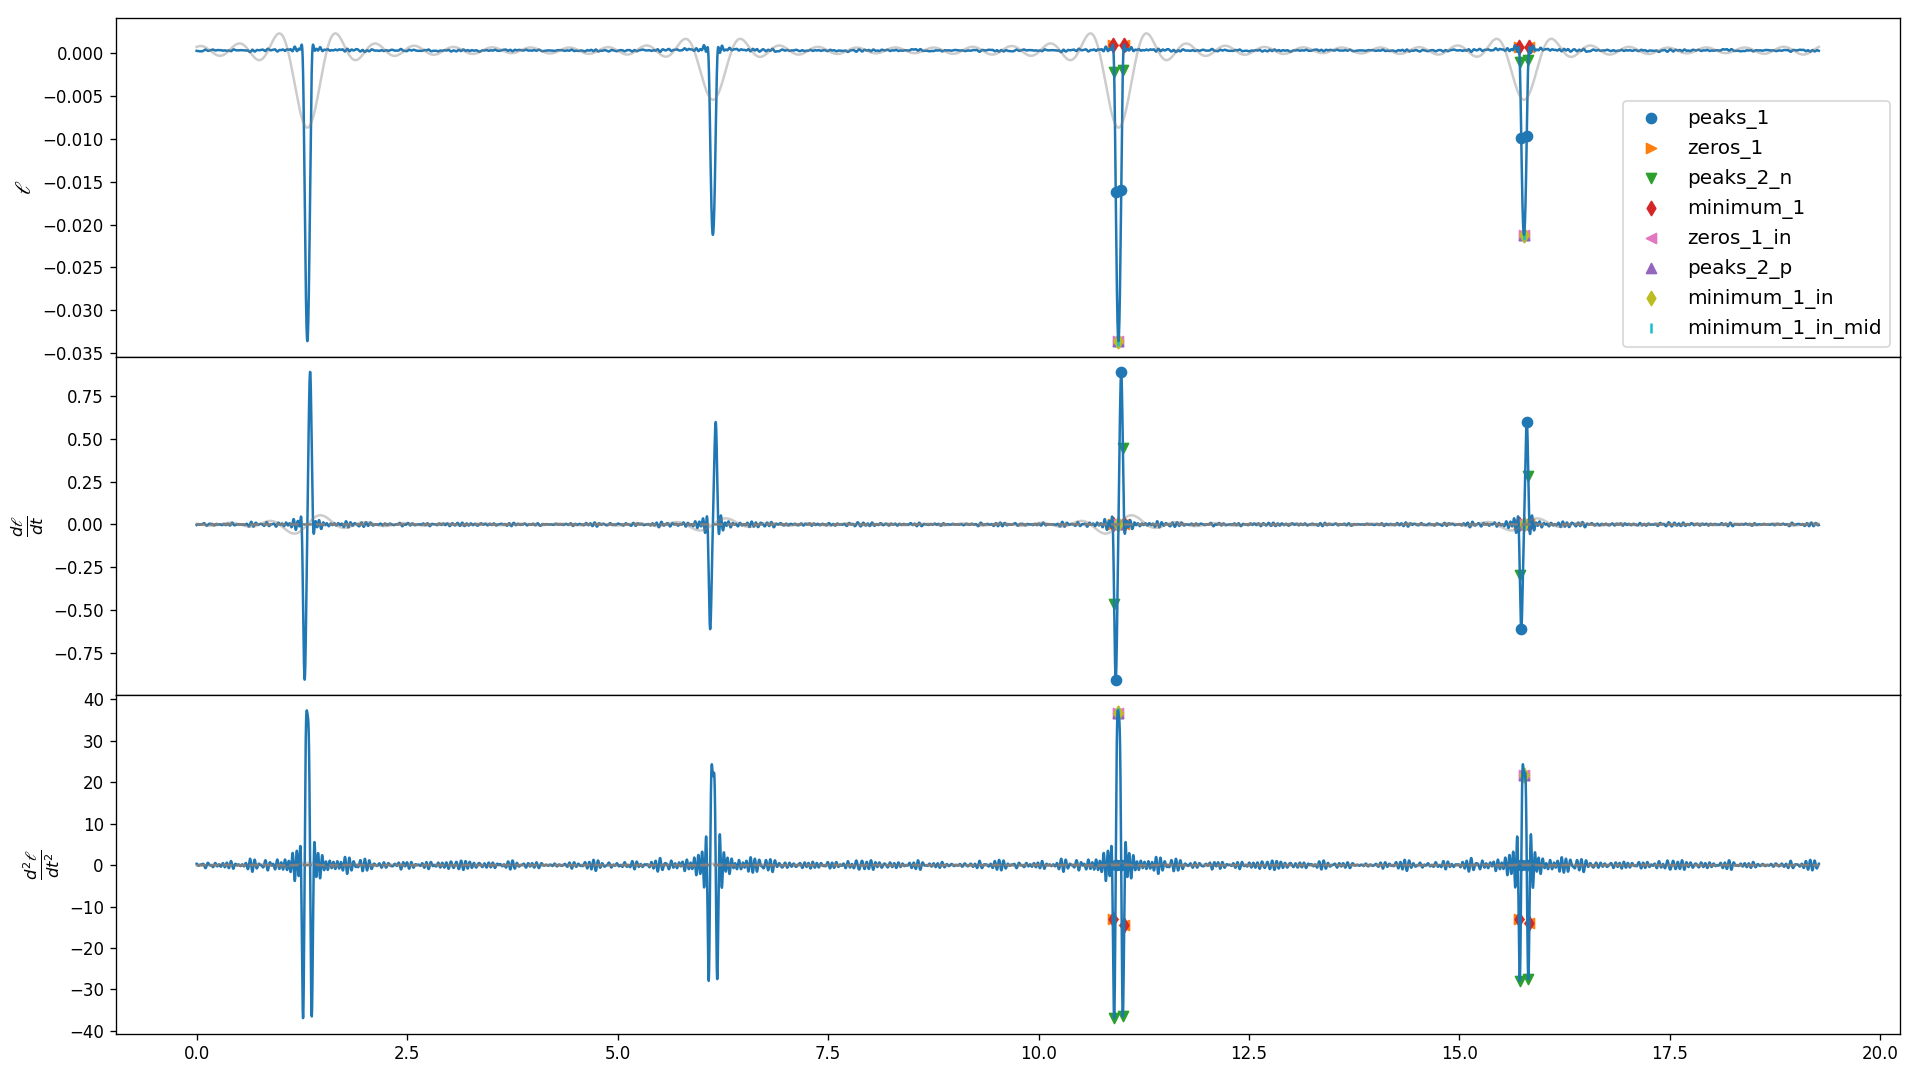 0.000
−0.005
−0.010
−0.015
−0.020
−0.025
−0.030
−0.035
ℓ
peaks_1
zeros_1
peaks_2_n
minimum_1
zeros_1_in
peaks_2_p
minimum_1_in
minimum_1_in_mid
0.75
0.50
0.25
0.00
−0.25
−0.50
−0.75
dℓ
dt
40
30
20
10
0
−10
−20
−30
−40
d²ℓ
dt²
0.0 2.5 5.0 7.5 10.0 12.5 15.0 17.5 20.0